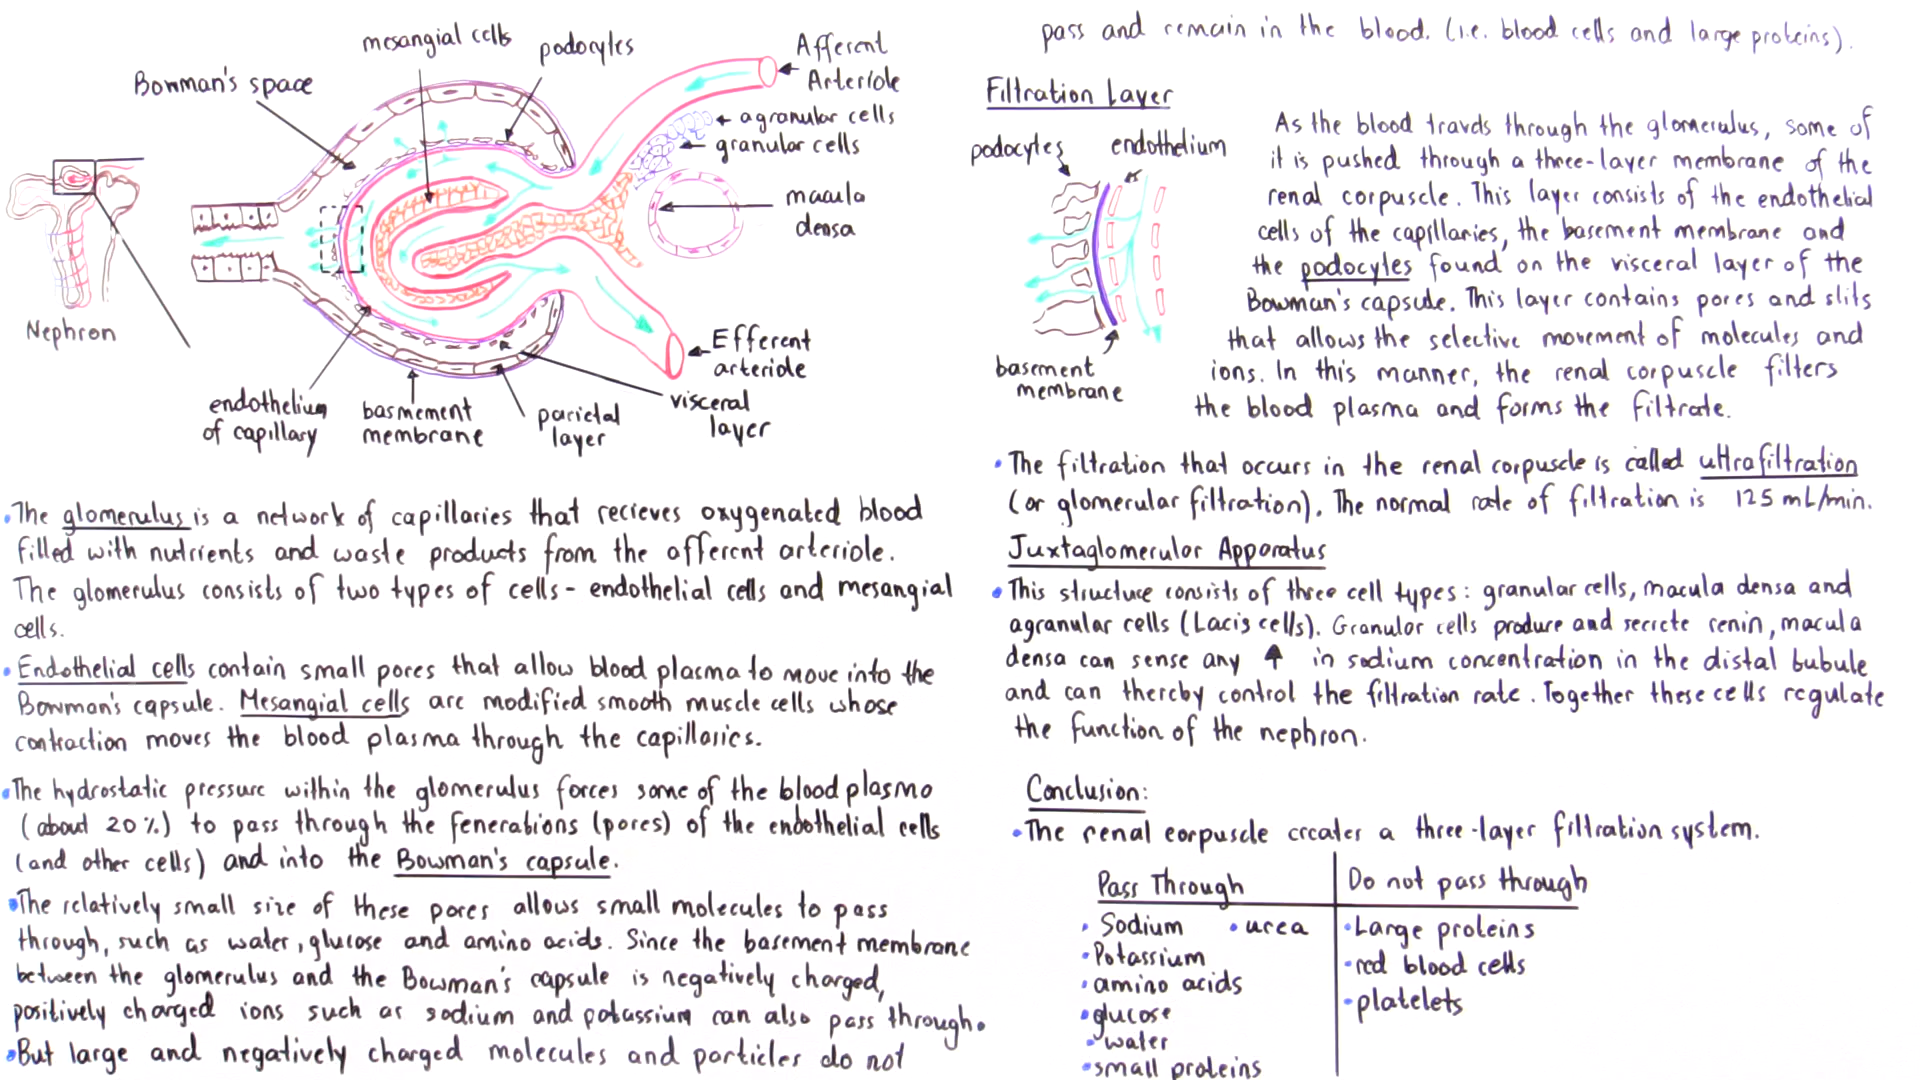 mesangial cells
podocytes
Afferent
Arteriole
Bowman's space
agranular cells
granular cells
macula
densa
Nephron
Efferent
arteriole
endothelium
of capillary
basmement
membrane
parietal
layer
visceral
layer
.The glomerulus is a network of capillaries that recieves oxygenated blood
filled with nutrients and waste products from the afferent arteriole.
The glomerulus consists of two types of cells - endothelial cells and mesangial
cells.
• Endothelial cells contain small pores that allow blood plasma to move into the
Bowman's capsule. Mesangial cells are modified smooth muscle cells whose
contraction moves the blood plasma through the capillaries.
•The hydrostatic pressure within the glomerulus forces some of the blood plasma
(about 20%) to pass through the fenerations (pores) of the endothelial cells
(and other cells) and into the Bowman's capsule.
•The relatively small size of these pores allows small molecules to pass
through, such as water, glucose and amino acids. Since the basement membrane
between the glomerulus and the Bowman's capsule is negatively charged,
positively charged ions such as sodium and potassium can also pass through.
•But large and negatively charged molecules and particles do not
pass and remain in the blood. (i.e. blood cells and large proteins).
Filtration Layer
podocytes
endothelium
basement
membrane
As the blood travels through the glomerulus, some of
it is pushed through a three-layer membrane of the
renal corpuscle. This layer consists of the endothelial
cells of the capillaries, the basement membrane and
the podocytes found on the visceral layer of the
Bowman's capsule. This layer contains pores and slits
that allows the selective movement of molecules and
ions. In this manner, the renal corpuscle filters
the blood plasma and forms the filtrate.
• The filtration that occurs in the renal corpuscle is called ultrafiltration
(or glomerular filtration). The normal rate of filtration is 125 mL/min.
Juxtaglomerular Apparatus
•This structure consists of three cell types: granular cells, macula densa and
agranular cells (Lacis cells). Granular cells produce and secrete renin, macula
densa can sense any ↑ in sodium concentration in the distal bubule
and can thereby control the filtration rate. Together these cells regulate
the function of the nephron.
Conclusion:
•The renal corpuscle creates a three-layer filtration system.
Pass Through
Do not pass through
• Sodium • urea
•Potassium
•amino acids
•glucose
•water
•small proteins
•Large proteins
•red blood cells
•platelets